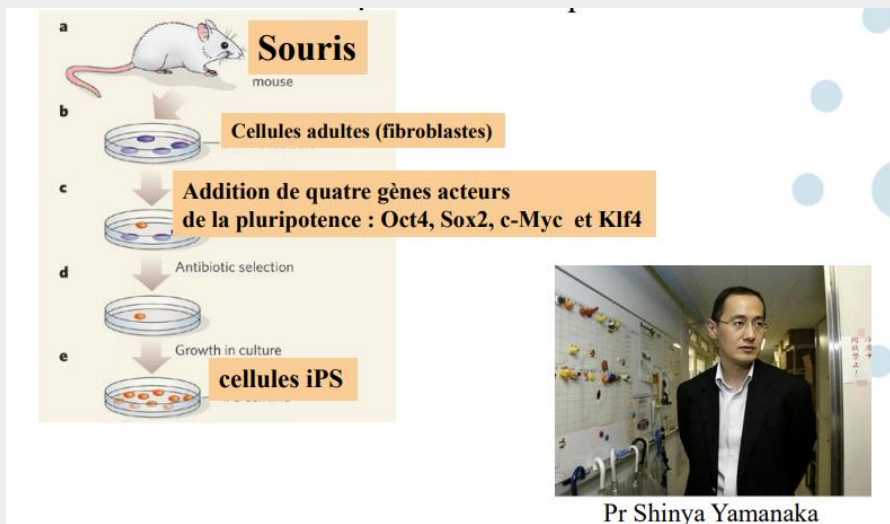 a
Souris
mouse
b
Cellules adultes (fibroblastes)
c
Addition de quatre gènes acteurs
de la pluripotence : Oct4, Sox2, c-Myc et Klf4
d
Antibiotic selection
e
Growth in culture
cellules iPS
Pr Shinya Yamanaka